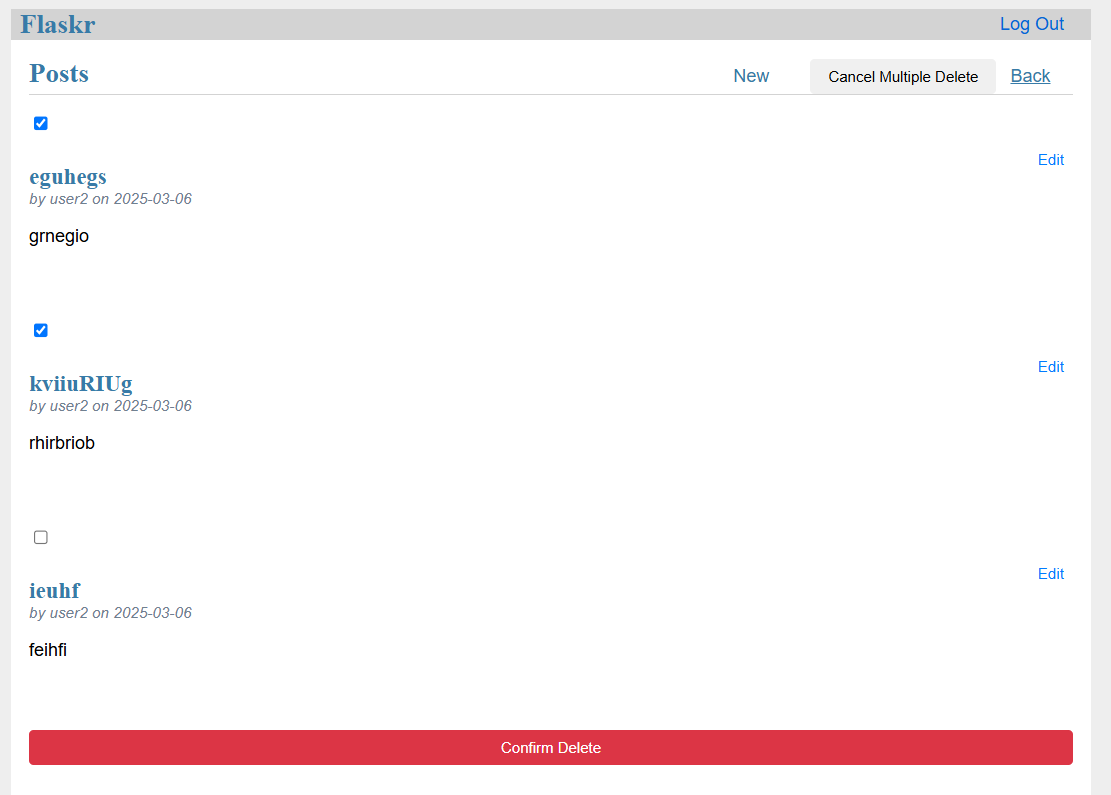 Flaskr Log Out
Posts New Cancel Multiple Delete Back
Edit
eguhegs
by user2 on 2025-03-06
grnegio
Edit
kviiuRIUg
by user2 on 2025-03-06
rhirbriob
Edit
ieuhf
by user2 on 2025-03-06
feihfi
Confirm Delete